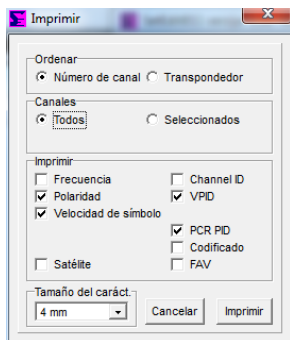 Imprimir
Ordenar
Número de canal Transpondedor
Canales
Todos Seleccionados
Imprimir
Frecuencia Channel ID
Polaridad VPID
Velocidad de símbolo
PCR PID
Codificado
Satélite FAV
Tamaño del caráct.
4 mm Cancelar Imprimir